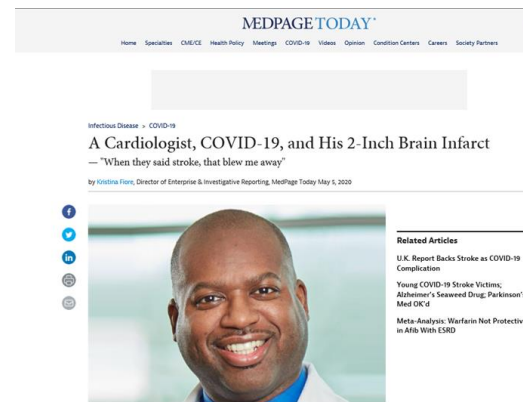 MEDPAGE TODAY
Home Specialties CME/CE Health Policy Meetings COVID-19 Videos Opinion Condition Centers Careers Society Partners
Infectious Disease > COVID-19
A Cardiologist, COVID-19, and His 2-Inch Brain Infarct
— "When they said stroke, that blew me away"
by Kristina Fiore, Director of Enterprise & Investigative Reporting, MedPage Today May 5, 2020
Related Articles
U.K. Report Backs Stroke as COVID-19
Complication
Young COVID-19 Stroke Victims;
Alzheimer's Seaweed Drug; Parkinson'
Med OK'd
Meta-Analysis: Warfarin Not Protectiv
in Afib With ESRD